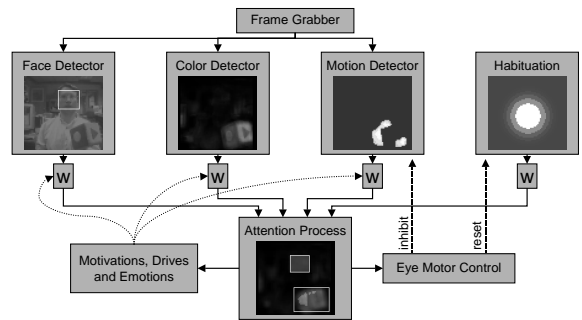 Frame Grabber
Face Detector
Color Detector
Motion Detector
Habituation
W
W
W
W
inhibit
reset
Attention Process
Motivations, Drives
and Emotions
Eye Motor Control